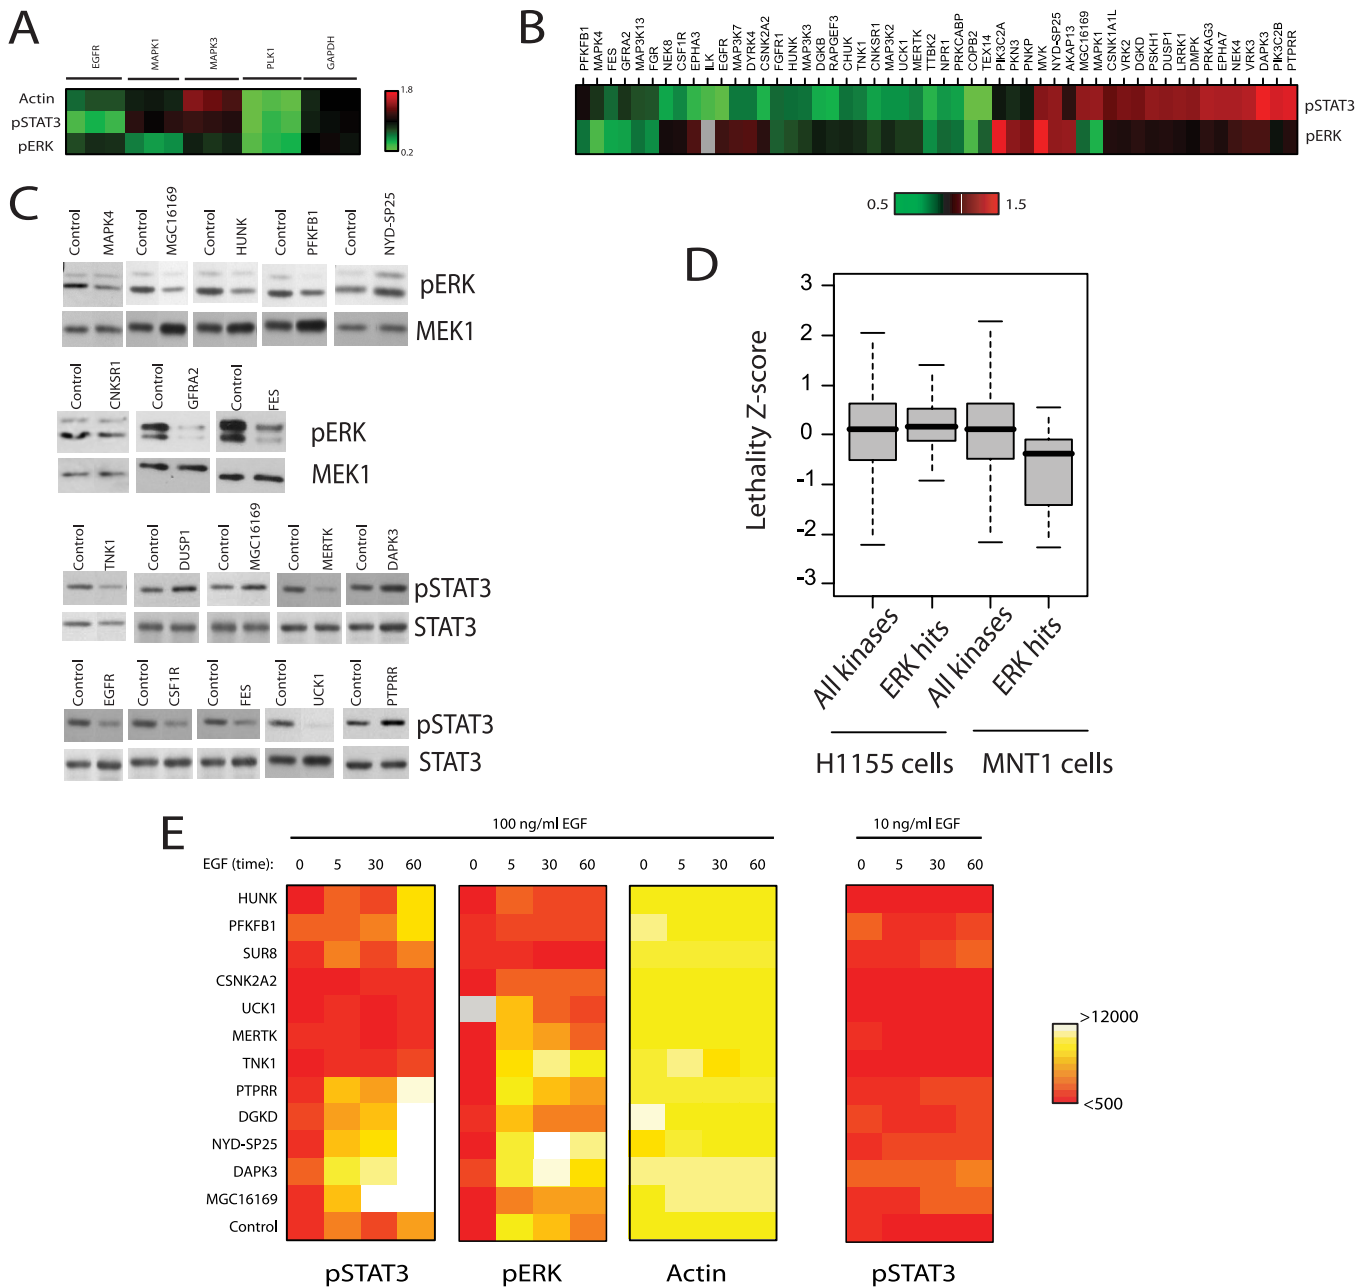 A
EGFR MAPK1 MAPK3 PLK1 GAPDH
Actin
pSTAT3
pERK
1.8
0.2
B
PFKFB1 MAPK4 FES GFRA2 MAP3K13 FGR NEK8 CSF1R EPHA3 ILK EGFR MAP3K7 DYRK4 CSNK2A2 FGFR1 HUNK MAP3K3 DGKB RAPGEF3 CHUK TNK1 CNKSR1 MAP3K2 UCK1 MERTK TTBK2 NPR1 PRKCABP COPB2 TEX14 PIK3C2A PKN3 PNKP MVK NYD-SP25 AKAP13 MGC16169 MAPK1 CSNK1A1L VRK2 DGKD PSKH1 DUSP1 LRRK1 DMPK PRKAG3 EPHA7 NEK4 VRK3 DAPK3 PIK3C2B PTPRR
pSTAT3
pERK
0.5 1.5
C
Control MAPK4 Control MGC16169 Control HUNK Control PFKFB1 Control NYD-SP25
pERK
MEK1
Control CNKSR1 Control GFRA2 Control FES
pERK
MEK1
Control TNK1 Control DUSP1 Control MGC16169 Control MERTK Control DAPK3
pSTAT3
STAT3
Control EGFR Control CSF1R Control FES Control UCK1 Control PTPRR
pSTAT3
STAT3
D
Lethality Z-score
3
2
1
0
-1
-2
-3
All kinases ERK hits All kinases ERK hits
H1155 cells MNT1 cells
E
100 ng/ml EGF 10 ng/ml EGF
EGF (time): 0 5 30 60 0 5 30 60 0 5 30 60 0 5 30 60
HUNK
PFKFB1
SUR8
CSNK2A2
UCK1
MERTK
TNK1
PTPRR
DGKD
NYD-SP25
DAPK3
MGC16169
Control
>12000
<500
pSTAT3 pERK Actin pSTAT3